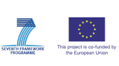 SEVENTH FRAMEWORK
PROGRAMME
This project is co-funded by
the European Union